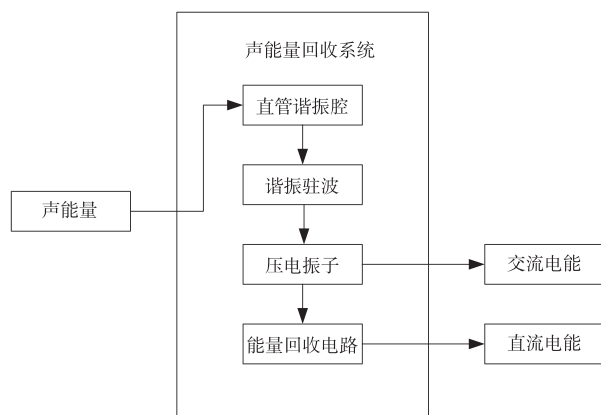 声能量回收系统
直管谐振腔
谐振驻波
声能量
压电振子
交流电能
能量回收电路
直流电能